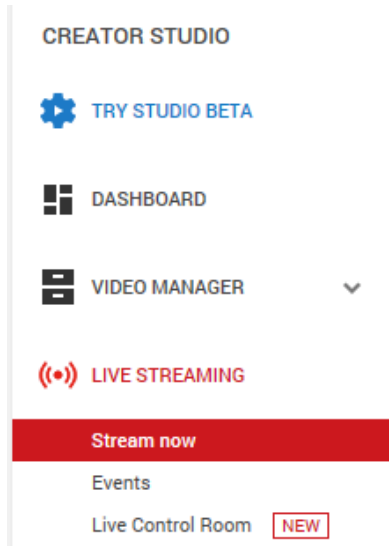 CREATOR STUDIO
TRY STUDIO BETA
DASHBOARD
VIDEO MANAGER
LIVE STREAMING
Stream now
Events
Live Control Room NEW